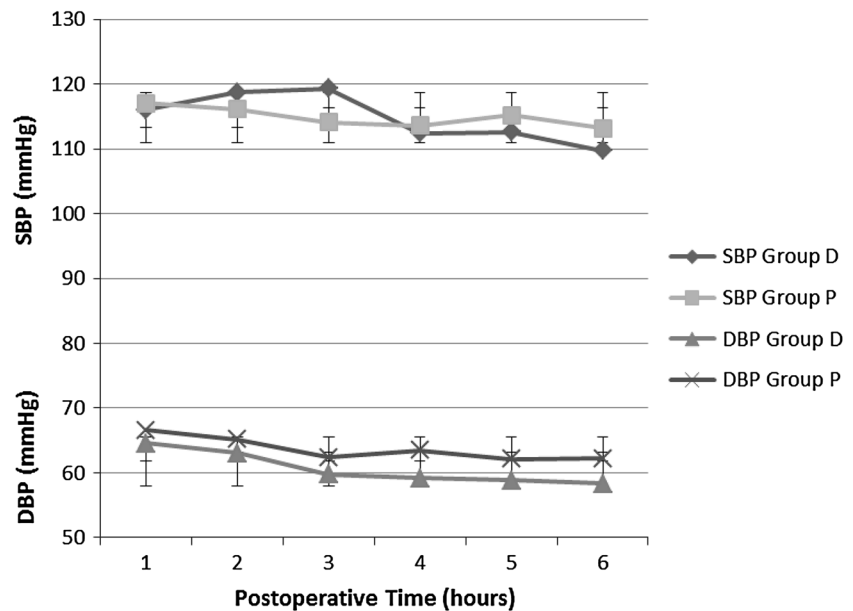 130
120
110
100
90
80
70
60
50
SBP (mmHg)
DBP (mmHg)
1 2 3 4 5 6
Postoperative Time (hours)
SBP Group D
SBP Group P
DBP Group D
DBP Group P